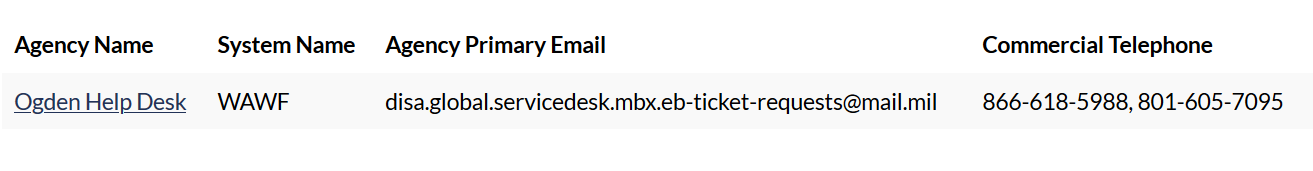 Agency Name System Name Agency Primary Email Commercial Telephone
Ogden Help Desk WAWF disa.global.servicedesk.mbx.eb-ticket-requests@mail.mil 866-618-5988, 801-605-7095